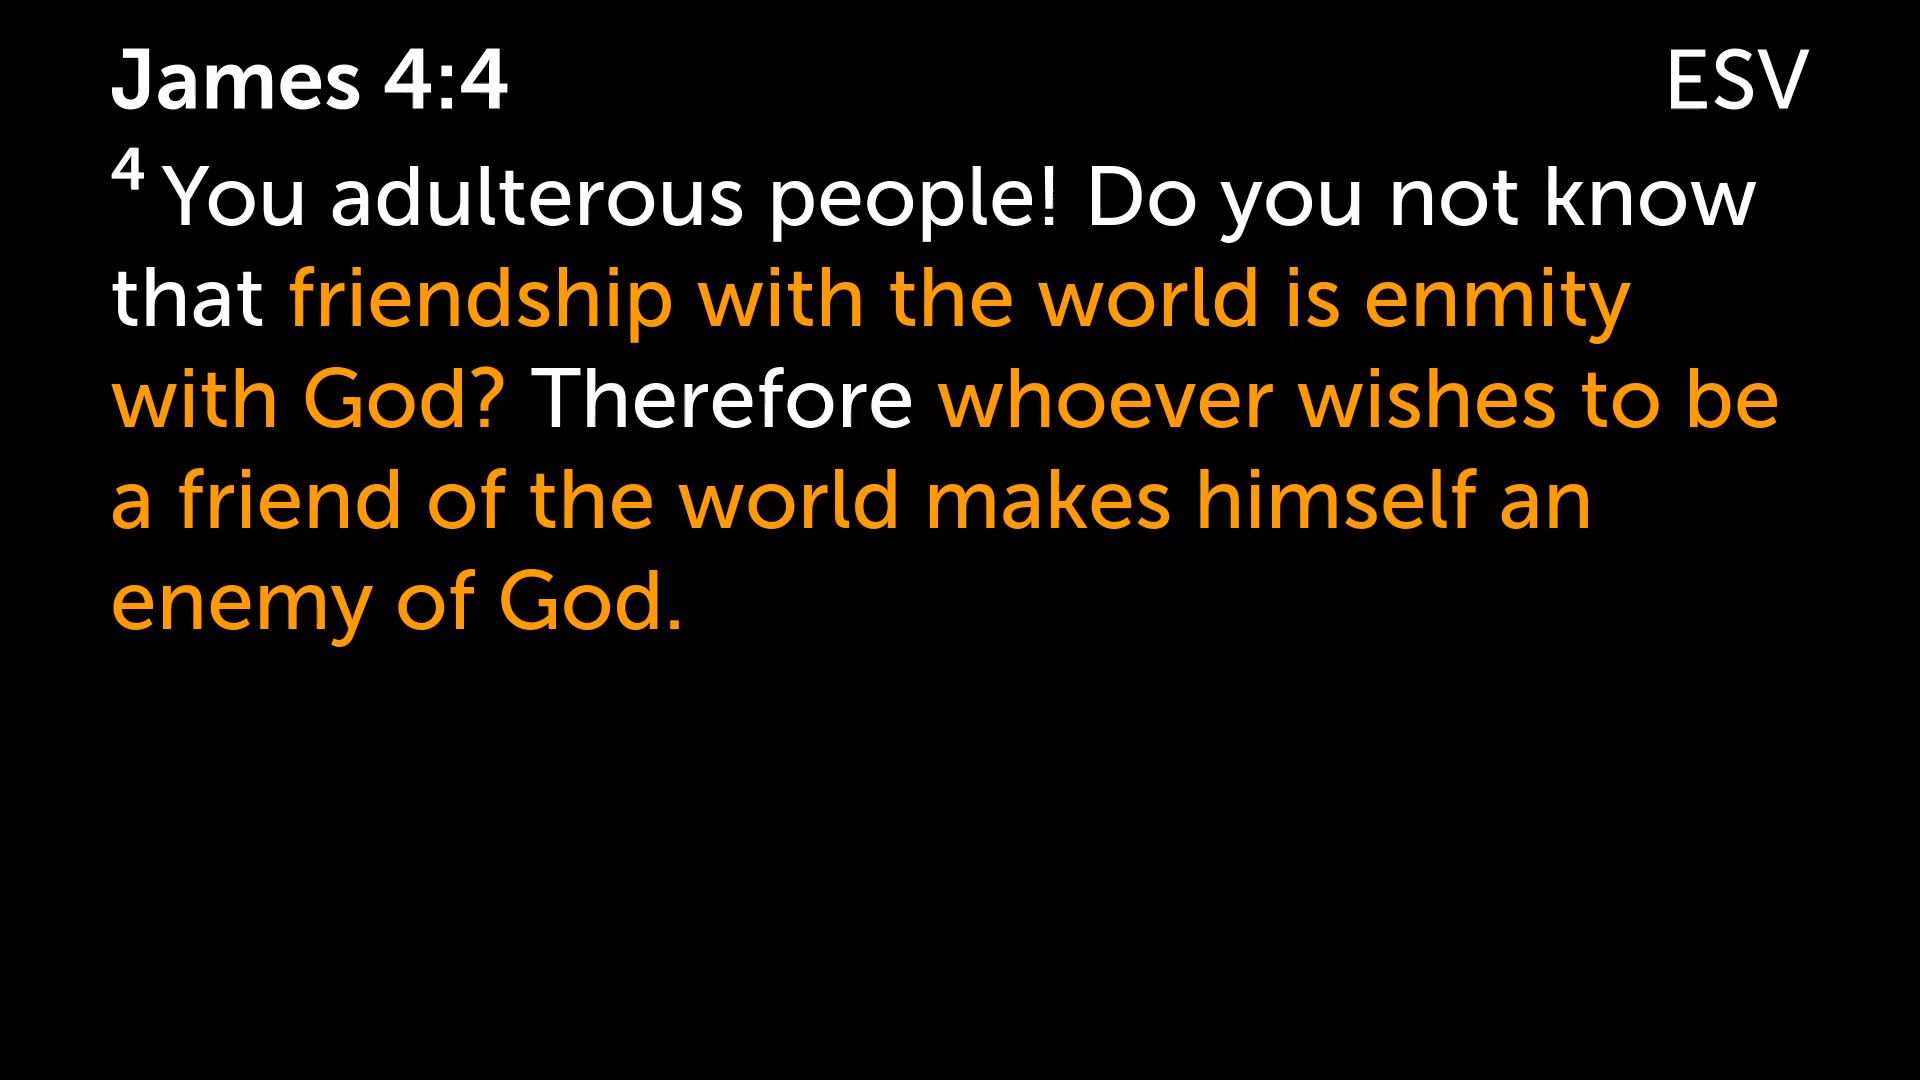 James 4:4 ESV
4 You adulterous people! Do you not know
that friendship with the world is enmity
with God? Therefore whoever wishes to be
a friend of the world makes himself an
enemy of God.